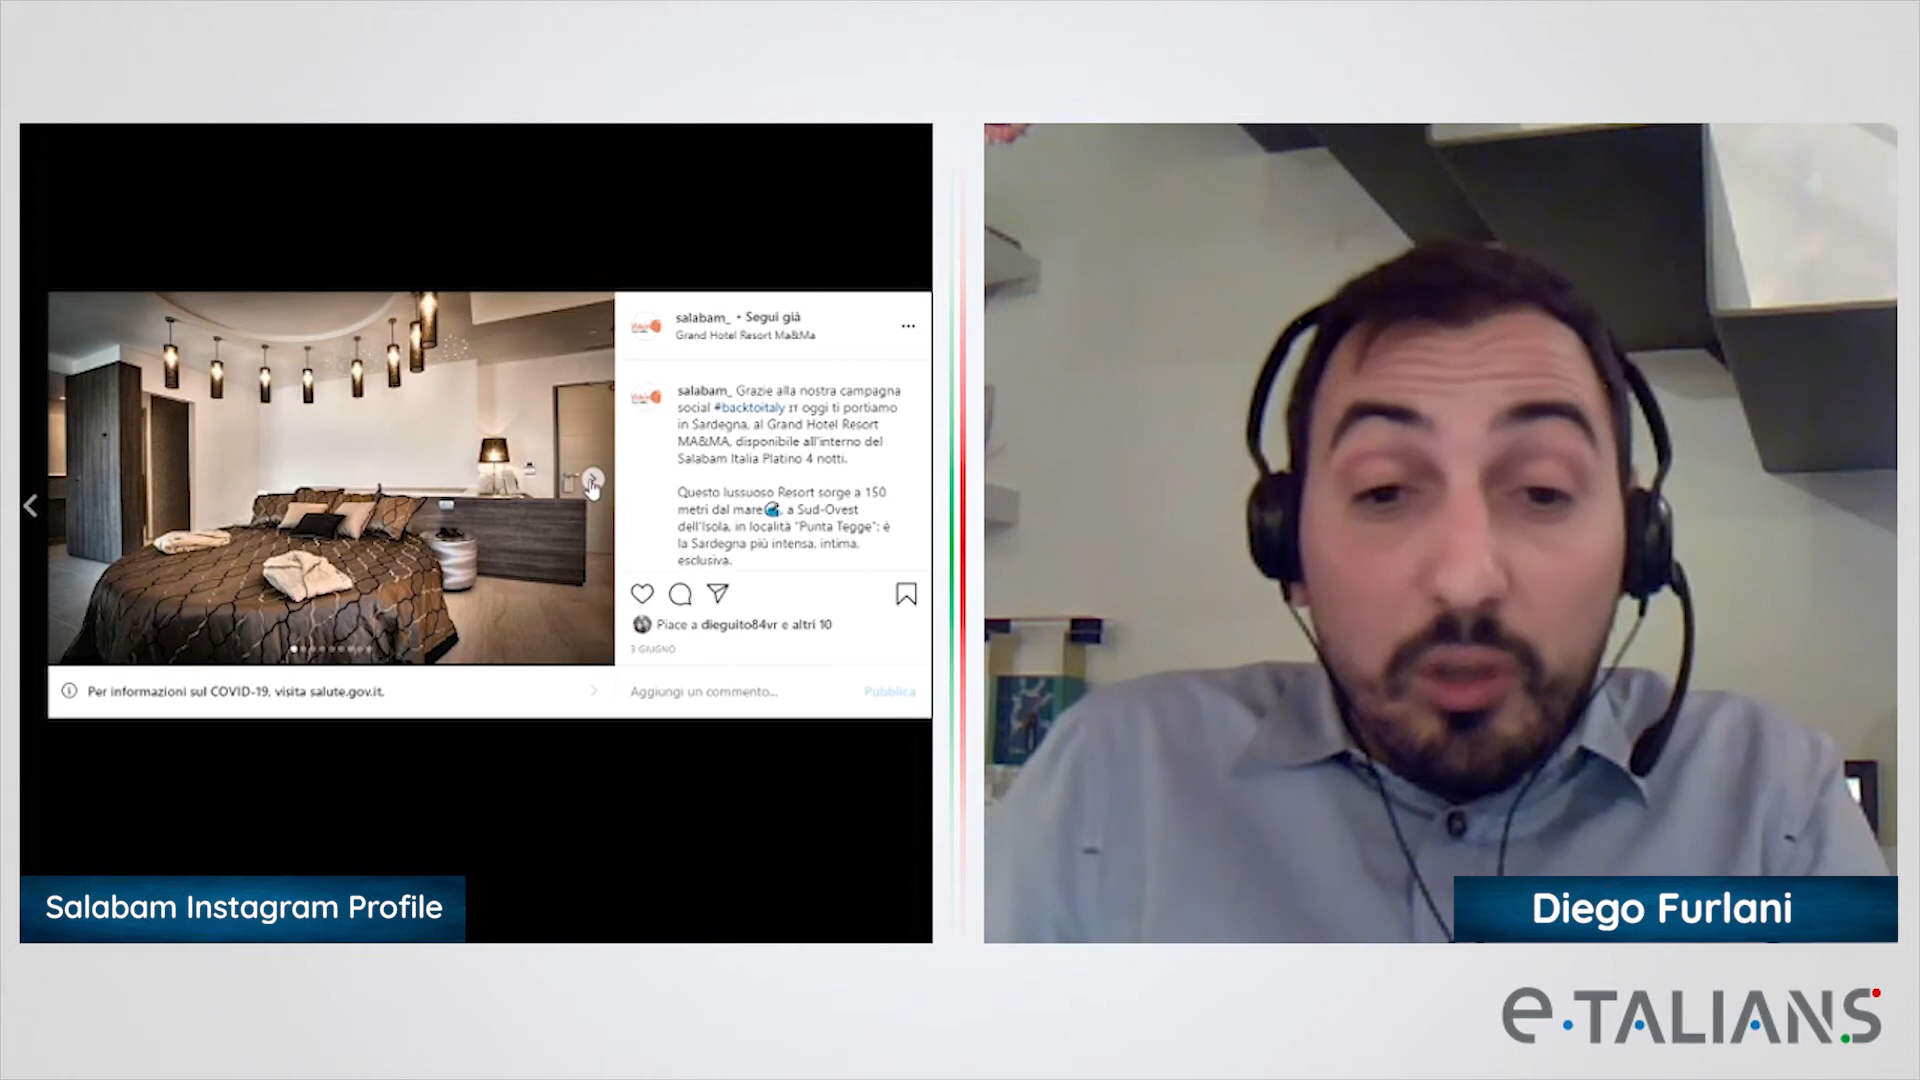 salabam_ • Segui già
Grand Hotel Resort Ma&Ma
salabam_ Grazie alla nostra campagna
social #backtoitaly IT oggi ti portiamo
in Sardegna, al Grand Hotel Resort
MA&MA, disponibile all'interno del
Salabam Italia Platino 4 notti.
Questo lussuoso Resort sorge a 150
metri dal mare🌊, a Sud-Ovest
dell'Isola, in località "Punta Tegge": è
la Sardegna più intensa, intima,
esclusiva.
Piace a dieguito84vr e altri 10
3 GIUGNO
Per informazioni sul COVID-19, visita salute.gov.it.
Aggiungi un commento... Pubblica
Salabam Instagram Profile
Diego Furlani
e·TALIANS